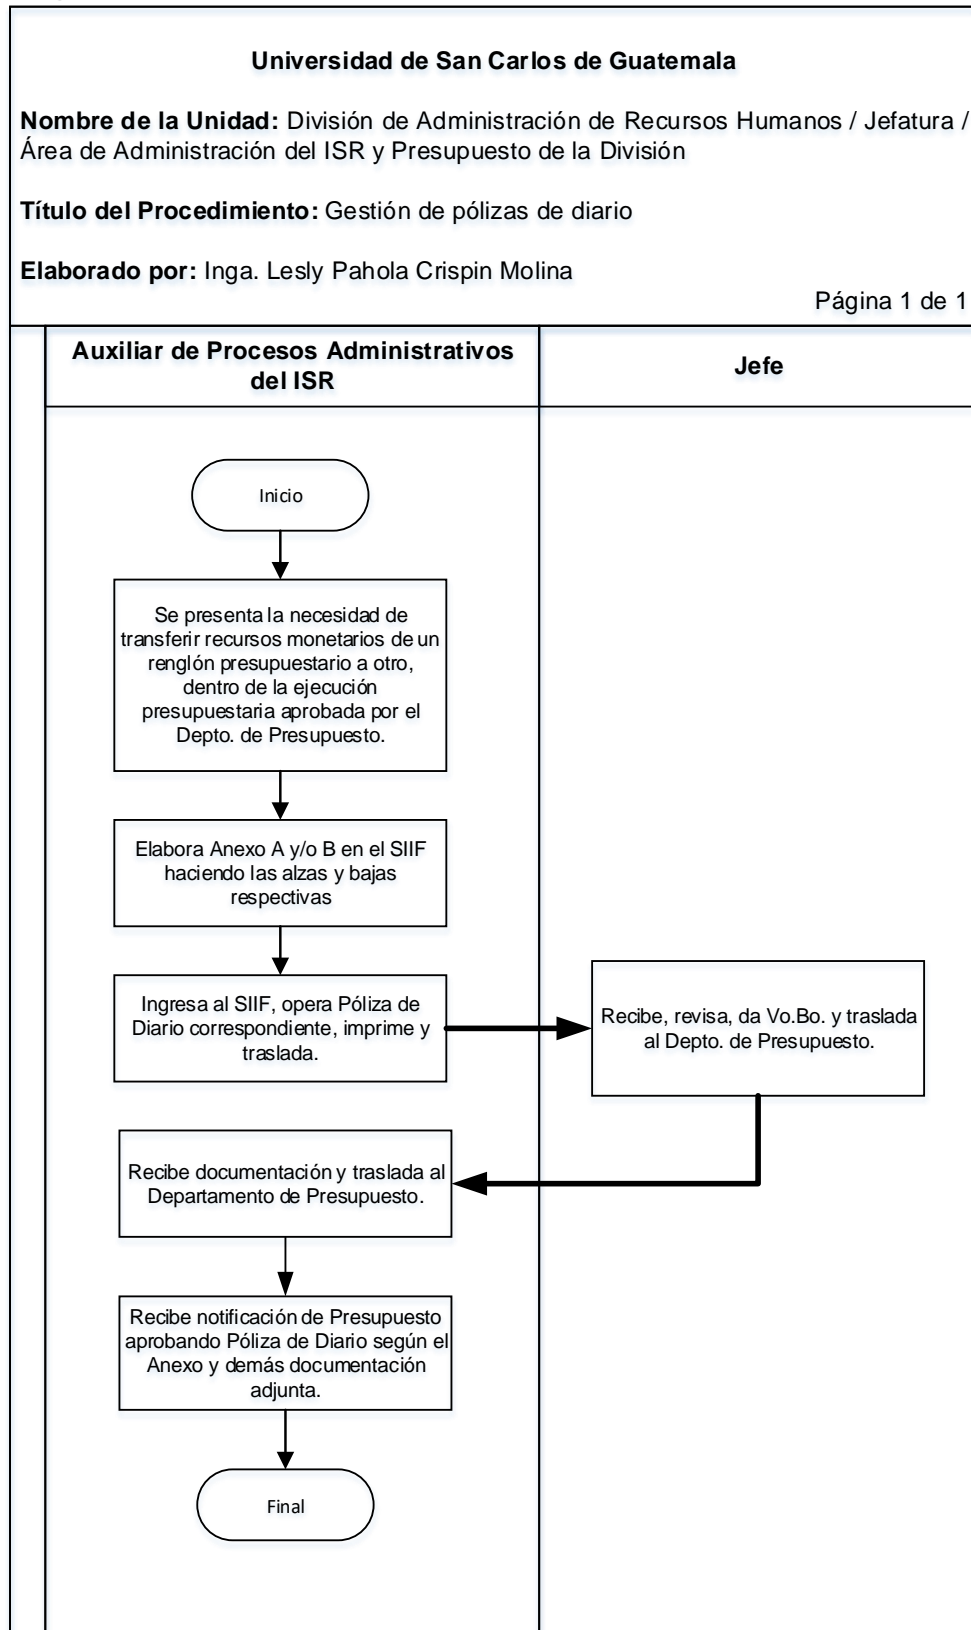 Universidad de San Carlos de Guatemala
Nombre de la Unidad: División de Administración de Recursos Humanos / Jefatura /
Área de Administración del ISR y Presupuesto de la División
Título del Procedimiento: Gestión de pólizas de diario
Elaborado por: Inga. Lesly Pahola Crispin Molina
Página 1 de 1
Auxiliar de Procesos Administrativos
del ISR
Jefe
Inicio
Se presenta la necesidad de
transferir recursos monetarios de un
renglón presupuestario a otro,
dentro de la ejecución
presupuestaria aprobada por el
Depto. de Presupuesto.
Elabora Anexo A y/o B en el SIIF
haciendo las alzas y bajas
respectivas
Ingresa al SIIF, opera Póliza de
Diario correspondiente, imprime y
traslada.
Recibe, revisa, da Vo.Bo. y traslada
al Depto. de Presupuesto.
Recibe documentación y traslada al
Departamento de Presupuesto.
Recibe notificación de Presupuesto
aprobando Póliza de Diario según el
Anexo y demás documentación
adjunta.
Final